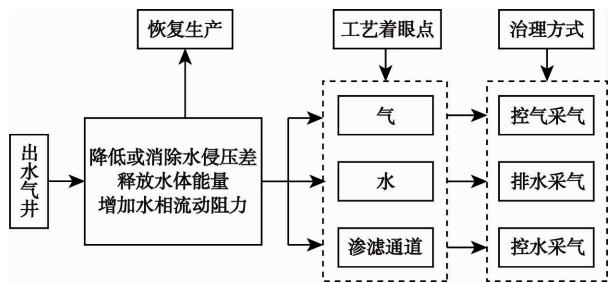 恢复生产
工艺着眼点
治理方式
出水气井
降低或消除水侵压差
释放水体能量
增加水相流动阻力
气
控气采气
水
排水采气
渗滤通道
控水采气